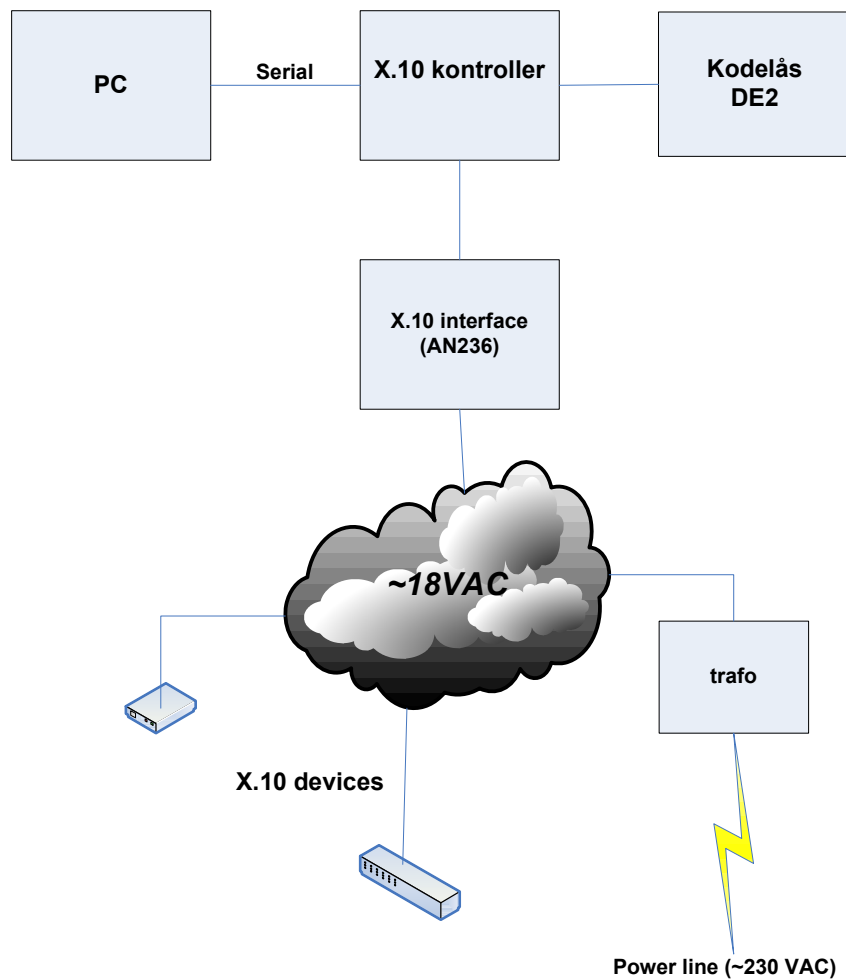 PC
Serial
X.10 kontroller
Kodelås
DE2
X.10 interface
(AN236)
~18VAC
trafo
X.10 devices
Power line (~230 VAC)